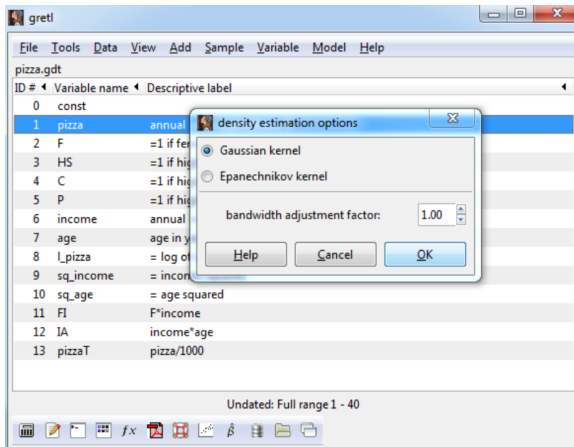 gretl
File Tools Data View Add Sample Variable Model Help
pizza.gdt
ID # Variable name Descriptive label
0 const
1 pizza annual
2 F =1 if fer
3 HS =1 if hig
4 C =1 if hig
5 P =1 if hig
6 income annual
7 age age in y
8 l_pizza = log of
9 sq_income = incom
10 sq_age = age squared
11 FI F*income
12 IA income*age
13 pizzaT pizza/1000
density estimation options
Gaussian kernel
Epanechnikov kernel
bandwidth adjustment factor: 1.00
Help Cancel OK
Undated: Full range 1 - 40
fx β̂